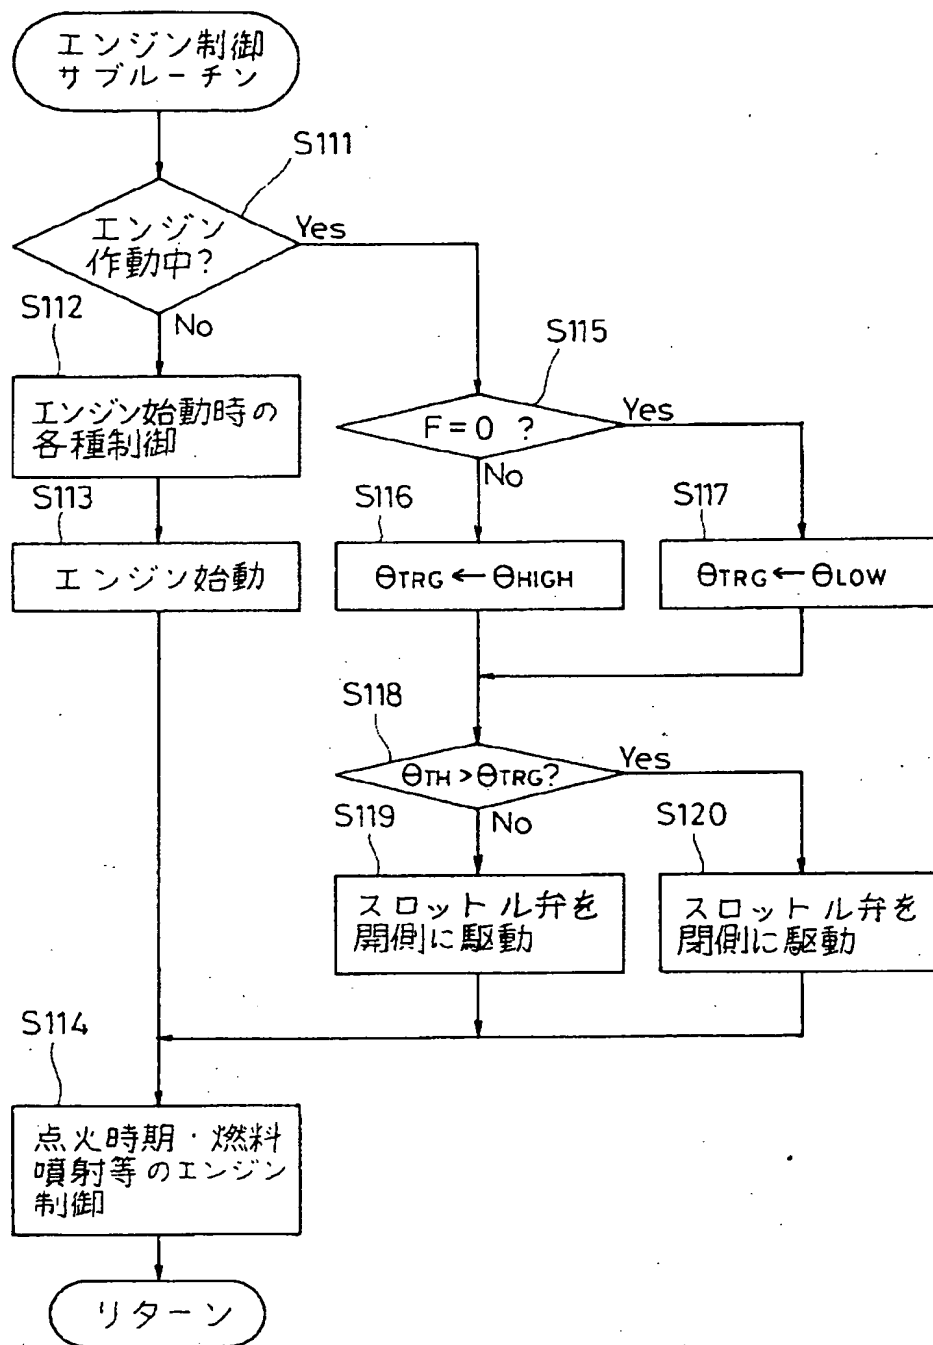 エンジン制御
サブルーチン
S111
エンジン
作動中?
Yes
No
S112
エンジン始動時の
各種制御
S113
エンジン始動
S115
F=0 ?
Yes
No
S116
θTRG ← θHIGH
S117
θTRG ← θLOW
S118
θTH > θTRG?
Yes
No
S119
スロットル弁を
開側に駆動
S120
スロットル弁を
閉側に駆動
S114
点火時期・燃料
噴射等のエンジン
制御
リターン